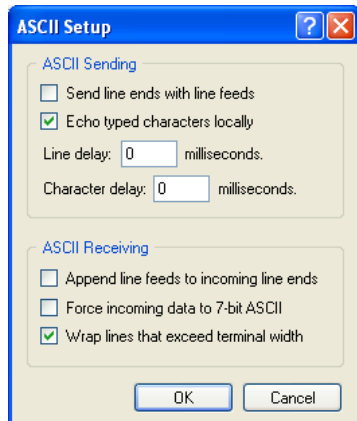 ASCII Setup
ASCII Sending
Send line ends with line feeds
Echo typed characters locally
Line delay: 0 milliseconds.
Character delay: 0 milliseconds.
ASCII Receiving
Append line feeds to incoming line ends
Force incoming data to 7-bit ASCII
Wrap lines that exceed terminal width
OK Cancel